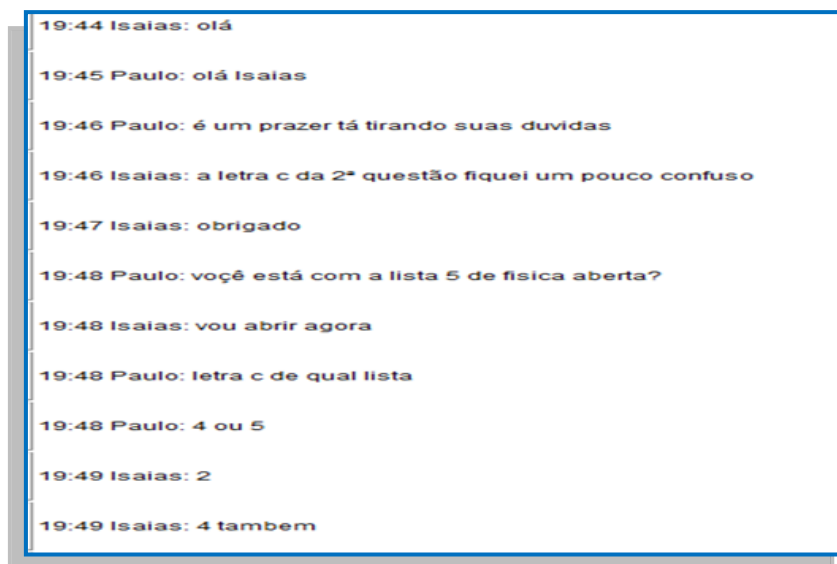 19:44 Isaias: olá
19:45 Paulo: olá Isaias
19:46 Paulo: é um prazer tá tirando suas duvidas
19:46 Isaias: a letra c da 2ª questão fiquei um pouco confuso
19:47 Isaias: obrigado
19:48 Paulo: voçê está com a lista 5 de fisica aberta?
19:48 Isaias: vou abrir agora
19:48 Paulo: letra c de qual lista
19:48 Paulo: 4 ou 5
19:49 Isaias: 2
19:49 Isaias: 4 tambem